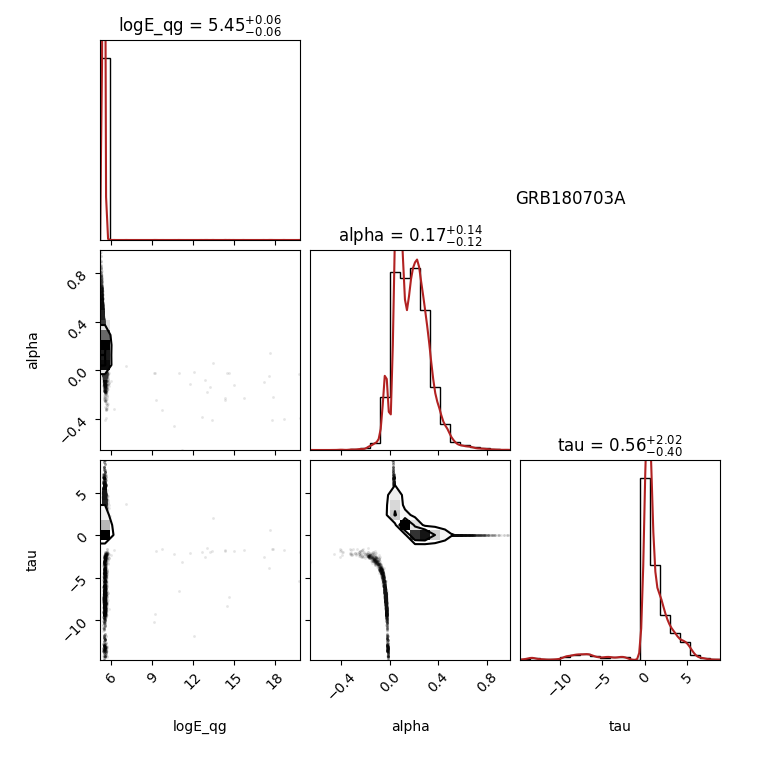 logE_qg = 5.45+0.06−0.06
GRB180703A
alpha = 0.17+0.14−0.12
0.8
0.4
0.0
−0.4
alpha
tau = 0.56+2.02−0.40
5
0
−5
−10
tau
6 9 12 15 18
−0.4 0.0 0.4 0.8
−10 −5 0 5
logE_qg alpha tau